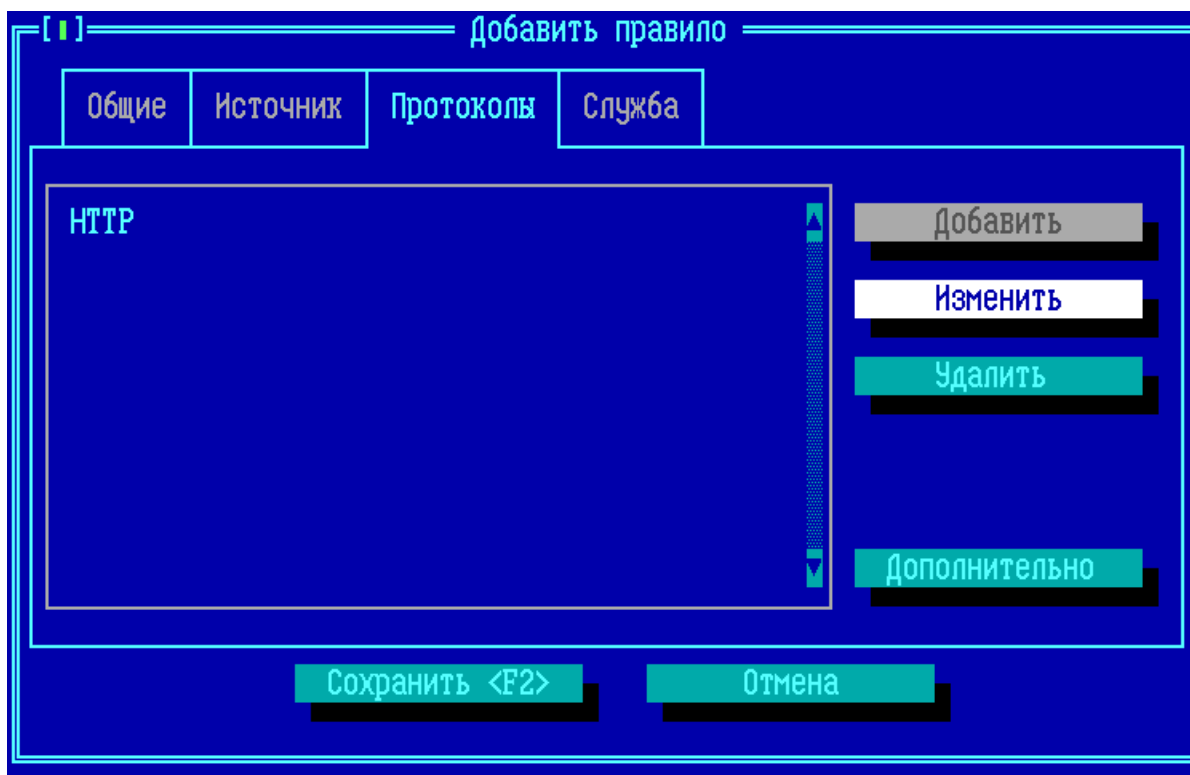 Добавить правило
Общие Источник Протоколы Служба
HTTP
Добавить
Изменить
Удалить
Дополнительно
Сохранить <F2> Отмена